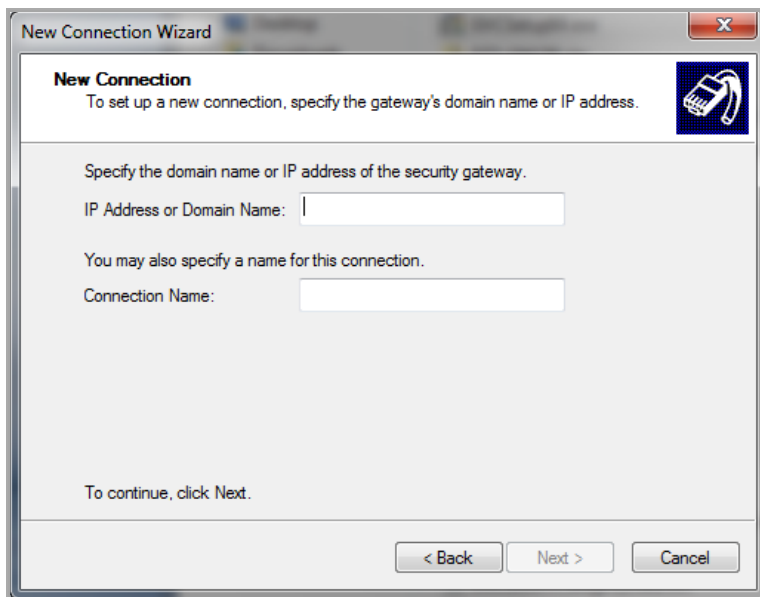 New Connection Wizard
New Connection
To set up a new connection, specify the gateway's domain name or IP address.
Specify the domain name or IP address of the security gateway.
IP Address or Domain Name:
You may also specify a name for this connection.
Connection Name:
To continue, click Next.
< Back
Next >
Cancel